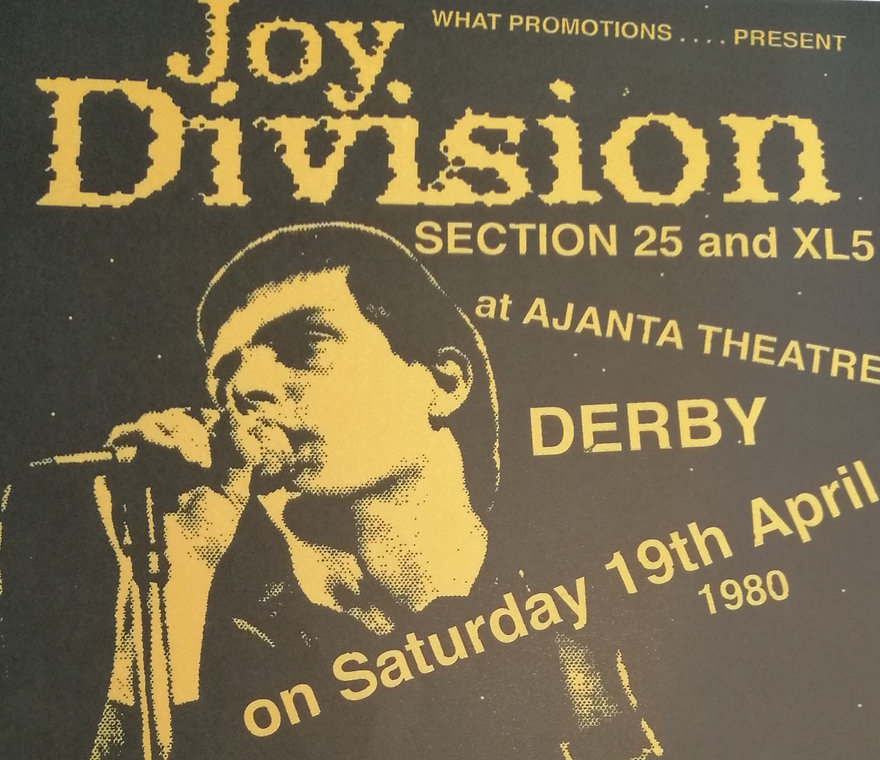 WHAT PROMOTIONS .... PRESENT
Joy
Division
SECTION 25 and XL5
at AJANTA THEATRE
DERBY
on Saturday 19th April
1980